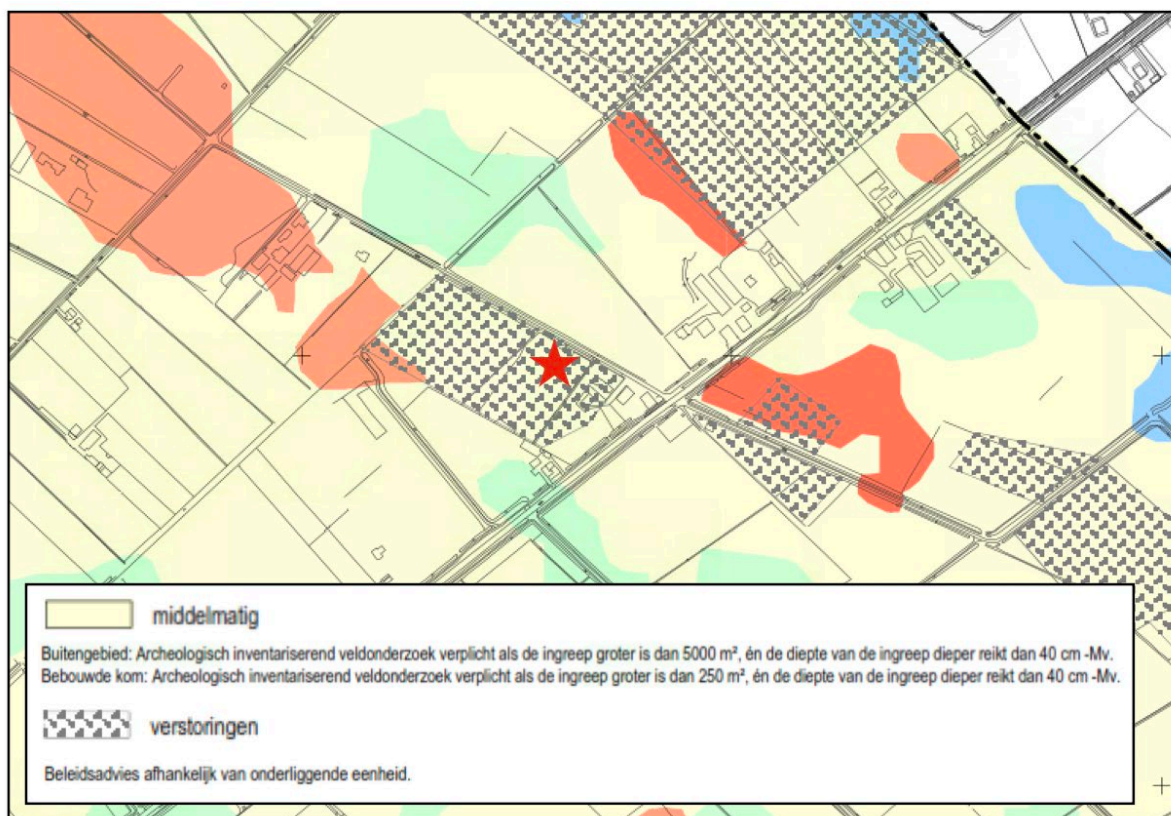 middelmatig
Buitengebied: Archeologisch inventariserend veldonderzoek verplicht als de ingreep groter is dan 5000 m², én de diepte van de ingreep dieper reikt dan 40 cm -Mv.
Bebouwde kom: Archeologisch inventariserend veldonderzoek verplicht als de ingreep groter is dan 250 m², én de diepte van de ingreep dieper reikt dan 40 cm -Mv.
verstoringen
Beleidsadvies afhankelijk van onderliggende eenheid.